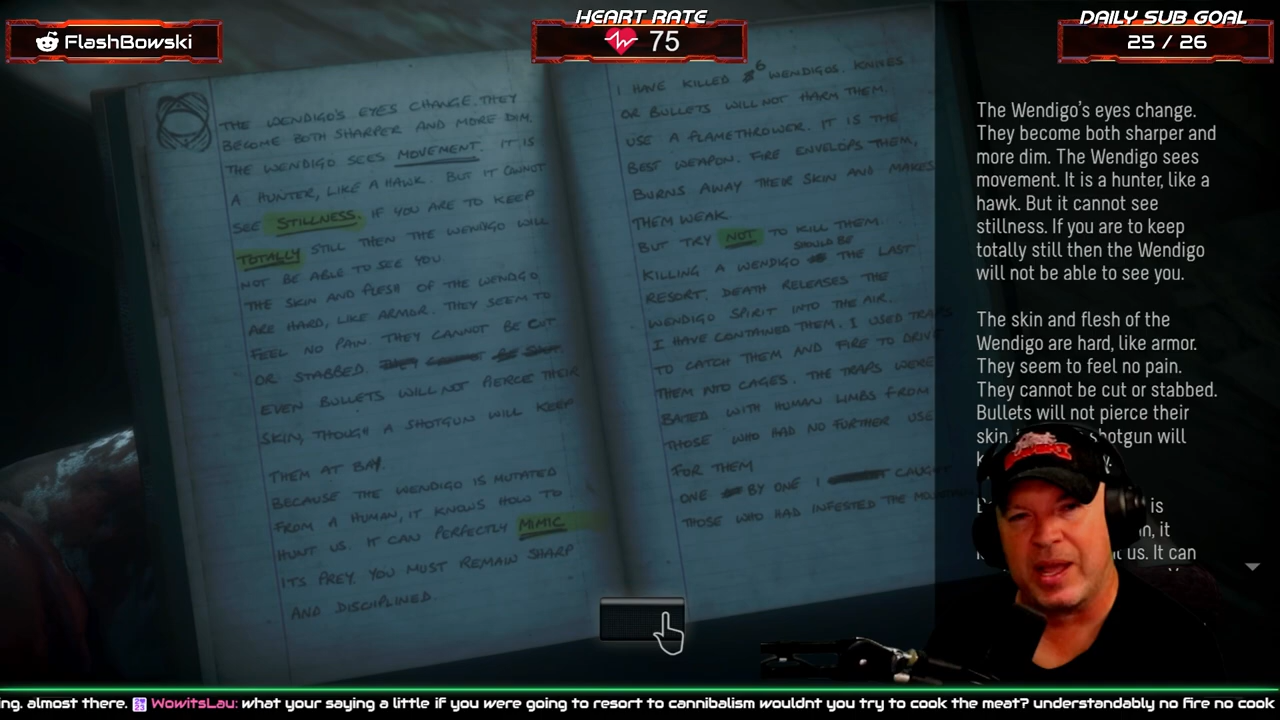 HEART RATE
DAILY SUB GOAL
FlashBowski
75
25 / 26
THE WENDIGO'S EYES CHANGE. THEY
BECOME BOTH SHARPER AND MORE DIM.
THE WENDIGO SEES MOVEMENT. IT IS
A HUNTER, LIKE A HAWK. BUT IT CANNOT
SEE STILLNESS. IF YOU ARE TO KEEP
TOTALLY STILL THEN THE WENDIGO WILL
NOT BE ABLE TO SEE YOU.
THE SKIN AND FLESH OF THE WENDIGO
ARE HARD, LIKE ARMOR. THEY SEEM TO
FEEL NO PAIN. THEY CANNOT BE CUT
OR STABBED.
EVEN BULLETS WILL NOT PIERCE THEIR
SKIN, THOUGH A SHOTGUN WILL KEEP
THEM AT BAY.
BECAUSE THE WENDIGO IS MUTATED
FROM A HUMAN, IT KNOWS HOW TO
HUNT US. IT CAN PERFECTLY MIMIC
ITS PREY. YOU MUST REMAIN SHARP
AND DISCIPLINED.
I HAVE KILLED 6 WENDIGOS. KNIVES
OR BULLETS WILL NOT HARM THEM.
USE A FLAMETHROWER. IT IS THE
BEST WEAPON. FIRE ENVELOPS THEM,
BURNS AWAY THEIR SKIN AND MAKES
THEM WEAK.
BUT TRY NOT TO KILL THEM.
KILLING A WENDIGO SHOULD BE THE LAST
RESORT. DEATH RELEASES THE
WENDIGO SPIRIT INTO THE AIR.
I HAVE CONTAINED THEM. I USED TRAPS
TO CATCH THEM AND FIRE TO DRIVE
THEM INTO CAGES. THE TRAPS WERE
BAITED WITH HUMAN LIMBS FROM
THOSE WHO HAD NO FURTHER USE
FOR THEM
ONE BY ONE I CAUGHT
THOSE WHO HAD INFESTED THE MOUNTAIN
The Wendigo's eyes change.
They become both sharper and
more dim. The Wendigo sees
movement. It is a hunter, like a
hawk. But it cannot see
stillness. If you are to keep
totally still then the Wendigo
will not be able to see you.
The skin and flesh of the
Wendigo are hard, like armor.
They seem to feel no pain.
They cannot be cut or stabbed.
Bullets will not pierce their
skin, shotgun will
is
it
us. It can
ing. almost there. WowitsLau: what your saying a little if you were going to resort to cannibalism wouldnt you try to cook the meat? understandably no fire no cook